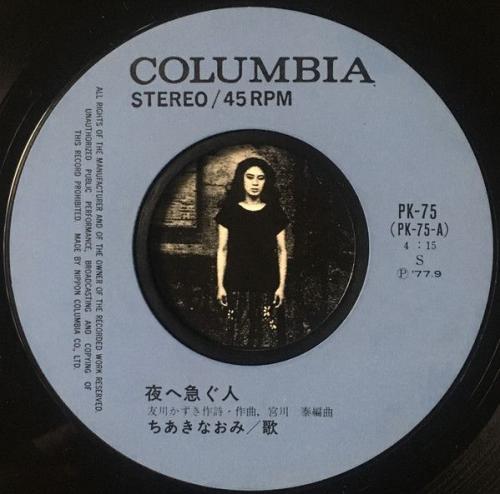 COLUMBIA
STEREO/45RPM
ALL RIGHTS OF THE MANUFACTURER AND OF THE OWNER OF THE RECORDED WORK RESERVED.
UNAUTHORIZED PUBLIC PERFORMANCE, BROADCASTING AND COPYING OF
THIS RECORD PROHIBITED. MADE BY NIPPON COLUMBIA CO., LTD.
PK-75
(PK-75-A)
4:15
S
Ⓟ'77.9
夜へ急ぐ人
友川かずき作詩・作曲, 宮川 泰編曲
ちあきなおみ/歌